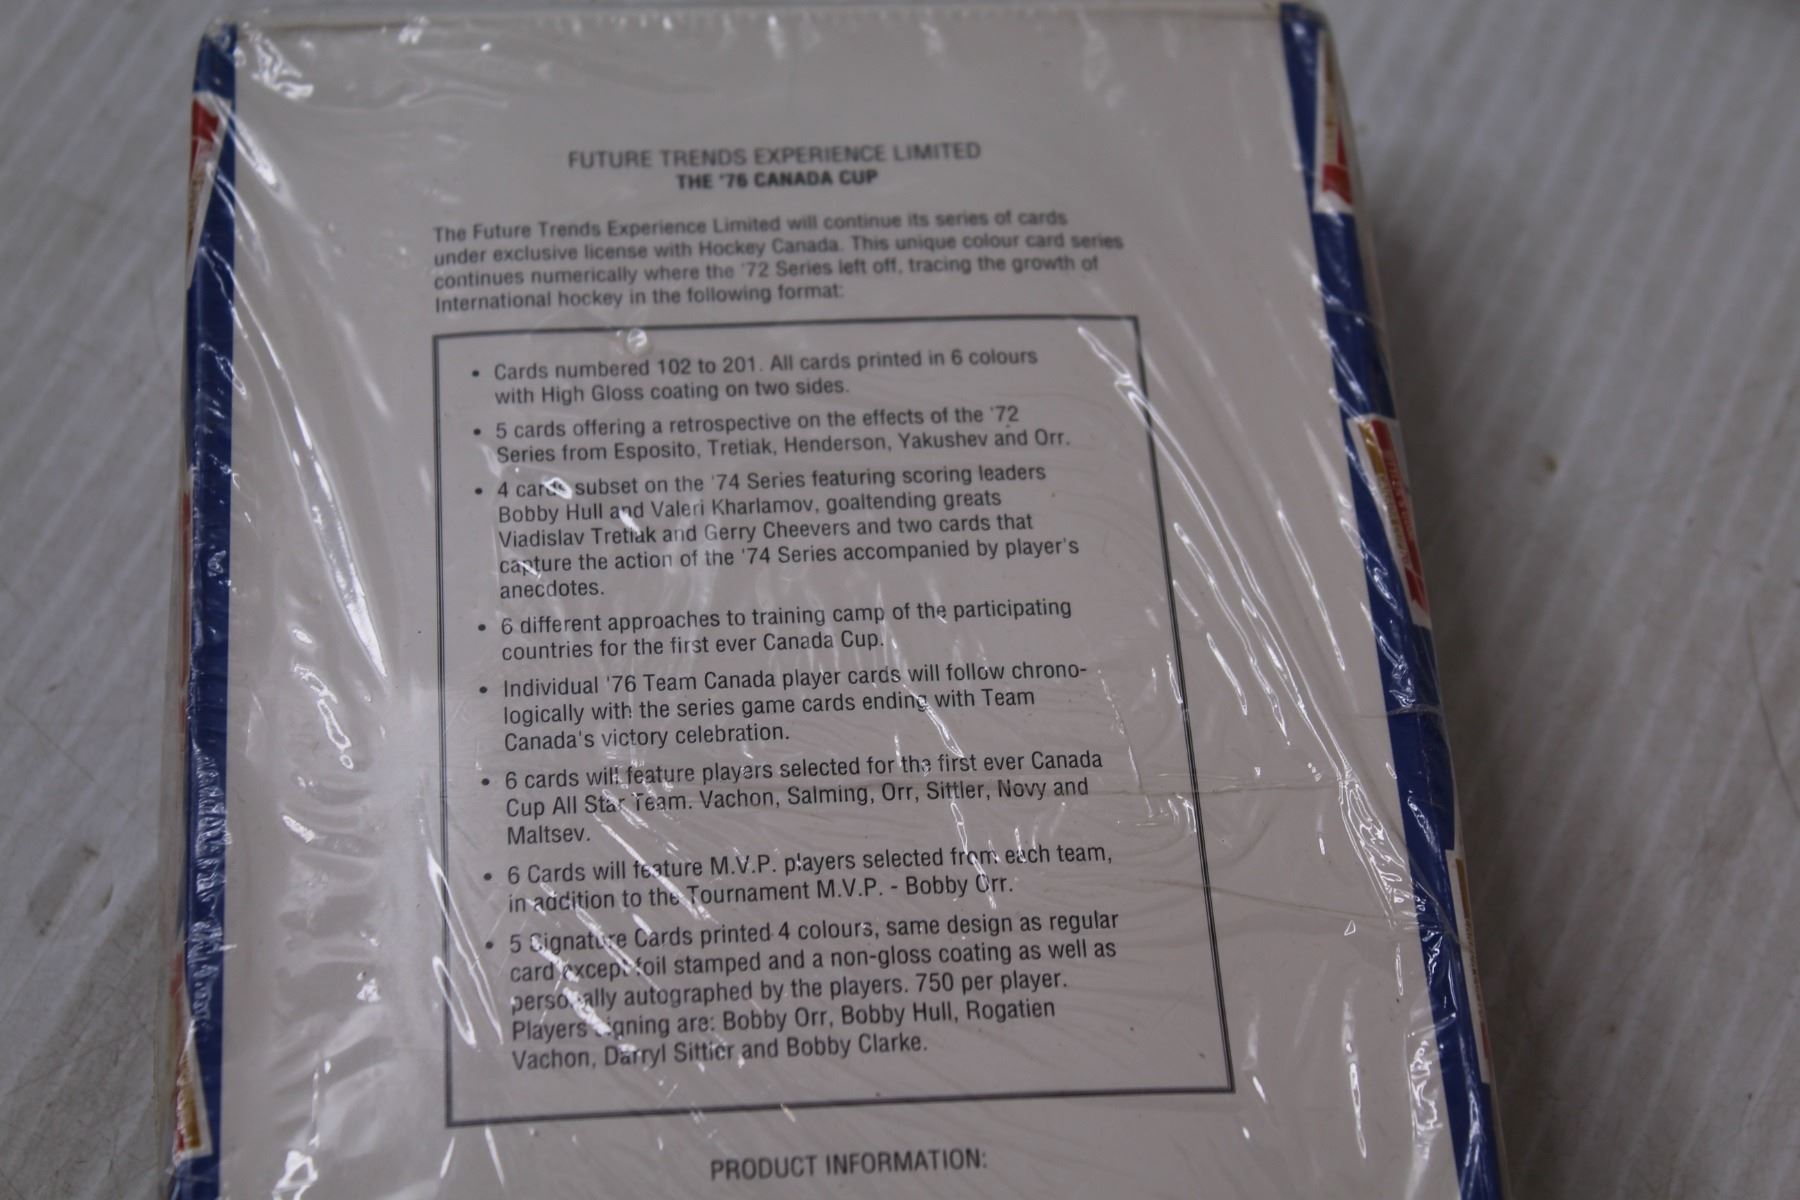 FUTURE TRENDS EXPERIENCE LIMITED
THE '76 CANADA CUP
The Future Trends Experience Limited will continue its series of cards
under exclusive license with Hockey Canada. This unique colour card series
continues numerically where the '72 Series left off, tracing the growth of
International hockey in the following format:
• Cards numbered 102 to 201. All cards printed in 6 colours
with High Gloss coating on two sides.
• 5 cards offering a retrospective on the effects of the '72
Series from Esposito, Tretiak, Henderson, Yakushev and Orr.
• 4 cards subset on the '74 Series featuring scoring leaders
Bobby Hull and Valeri Kharlamov, goaltending greats
Viadislav Tretiak and Gerry Cheevers and two cards that
capture the action of the '74 Series accompanied by player's
anecdotes.
• 6 different approaches to training camp of the participating
countries for the first ever Canada Cup.
• Individual '76 Team Canada player cards will follow chrono-
logically with the series game cards ending with Team
Canada's victory celebration.
• 6 cards will feature players selected for the first ever Canada
Cup All Star Team. Vachon, Salming, Orr, Sittler, Novy and
Maltsev.
• 6 Cards will feature M.V.P. players selected from each team,
in addition to the Tournament M.V.P. - Bobby Orr.
• 5 Signature Cards printed 4 colours, same design as regular
card except foil stamped and a non-gloss coating as well as
personally autographed by the players. 750 per player.
Players signing are: Bobby Orr, Bobby Hull, Rogatien
Vachon, Darryl Sittler and Bobby Clarke.
PRODUCT INFORMATION: